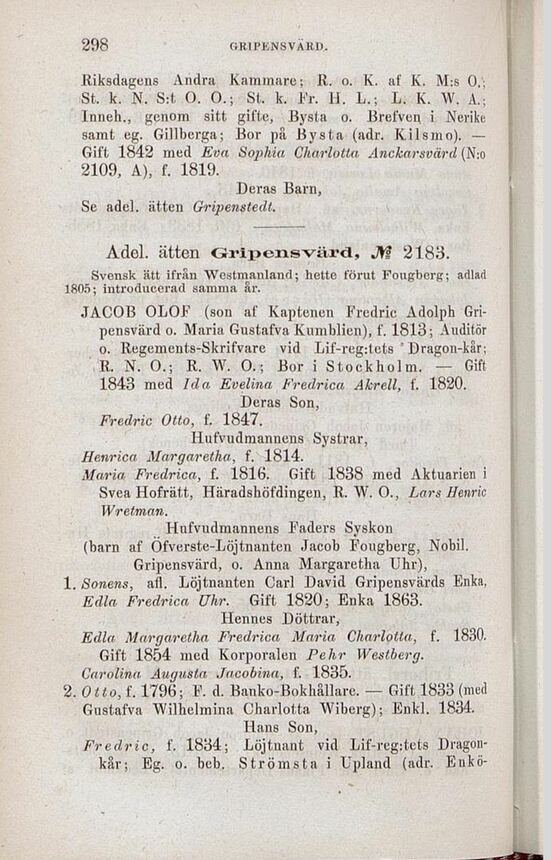 298 GRIPENSVÄRD.
Riksdagens Andra Kammare; R. o. K. af K. M:s O.;
St. k. N. S:t O. O.; St. k. Fr. H. L.; L. K. W. A.;
Inneh., genom sitt gifte, Bysta o. Brefven i Nerike
samt eg. Gillberga; Bor på Bysta (adr. Kilsmo). —
Gift 1842 med Eva Sophia Charlotta Anckarsvärd (N:o
2109, A), f. 1819.
Deras Barn,
Se adel. ätten Gripenstedt.
Adel. ätten Gripensvärd, № 2183.
Svensk ätt ifrån Westmanland; hette förut Fougberg; adlad
1805; introducerad samma år.
JACOB OLOF (son af Kaptenen Fredric Adolph Gri-
pensvärd o. Maria Gustafva Kumblien), f. 1813; Auditör
o. Regements-Skrifvare vid Lif-reg:tets Dragon-kår;
R. N. O.; R. W. O.; Bor i Stockholm. — Gift
1843 med Ida Evelina Fredrica Akrell, f. 1820.
Deras Son,
Fredric Otto, f. 1847.
Hufvudmannens Systrar,
Henrica Margaretha, f. 1814.
Maria Fredrica, f. 1816. Gift 1838 med Aktuarien i
Svea Hofrätt, Häradshöfdingen, R. W. O., Lars Henric
Wretman.
Hufvudmannens Faders Syskon
(barn af Öfverste-Löjtnanten Jacob Fougberg, Nobil.
Gripensvärd, o. Anna Margaretha Uhr),
1. Sonens, afl. Löjtnanten Carl David Gripensvärds Enka,
Edla Fredrica Uhr. Gift 1820; Enka 1863.
Hennes Döttrar,
Edla Margaretha Fredrica Maria Charlotta, f. 1830.
Gift 1854 med Korporalen Pehr Westberg.
Carolina Augusta Jacobina, f. 1835.
2. Otto, f. 1796; F. d. Banko-Bokhållare. — Gift 1833 (med
Gustafva Wilhelmina Charlotta Wiberg); Enkl. 1834.
Hans Son,
Fredric, f. 1834; Löjtnant vid Lif-reg:tets Dragon-
kår; Eg. o. beb. Strömsta i Upland (adr. Enkö-